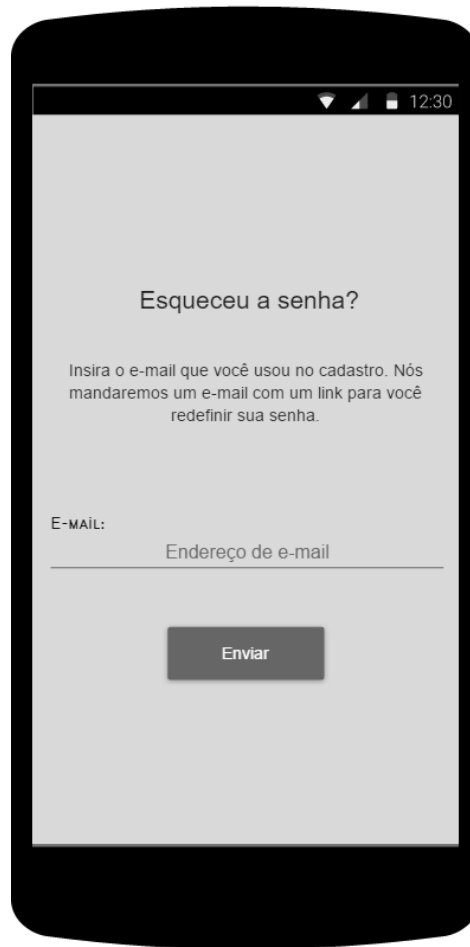 12:30
Esqueceu a senha?
Insira o e-mail que você usou no cadastro. Nós
mandaremos um e-mail com um link para você
redefinir sua senha.
E-mail:
Endereço de e-mail
Enviar